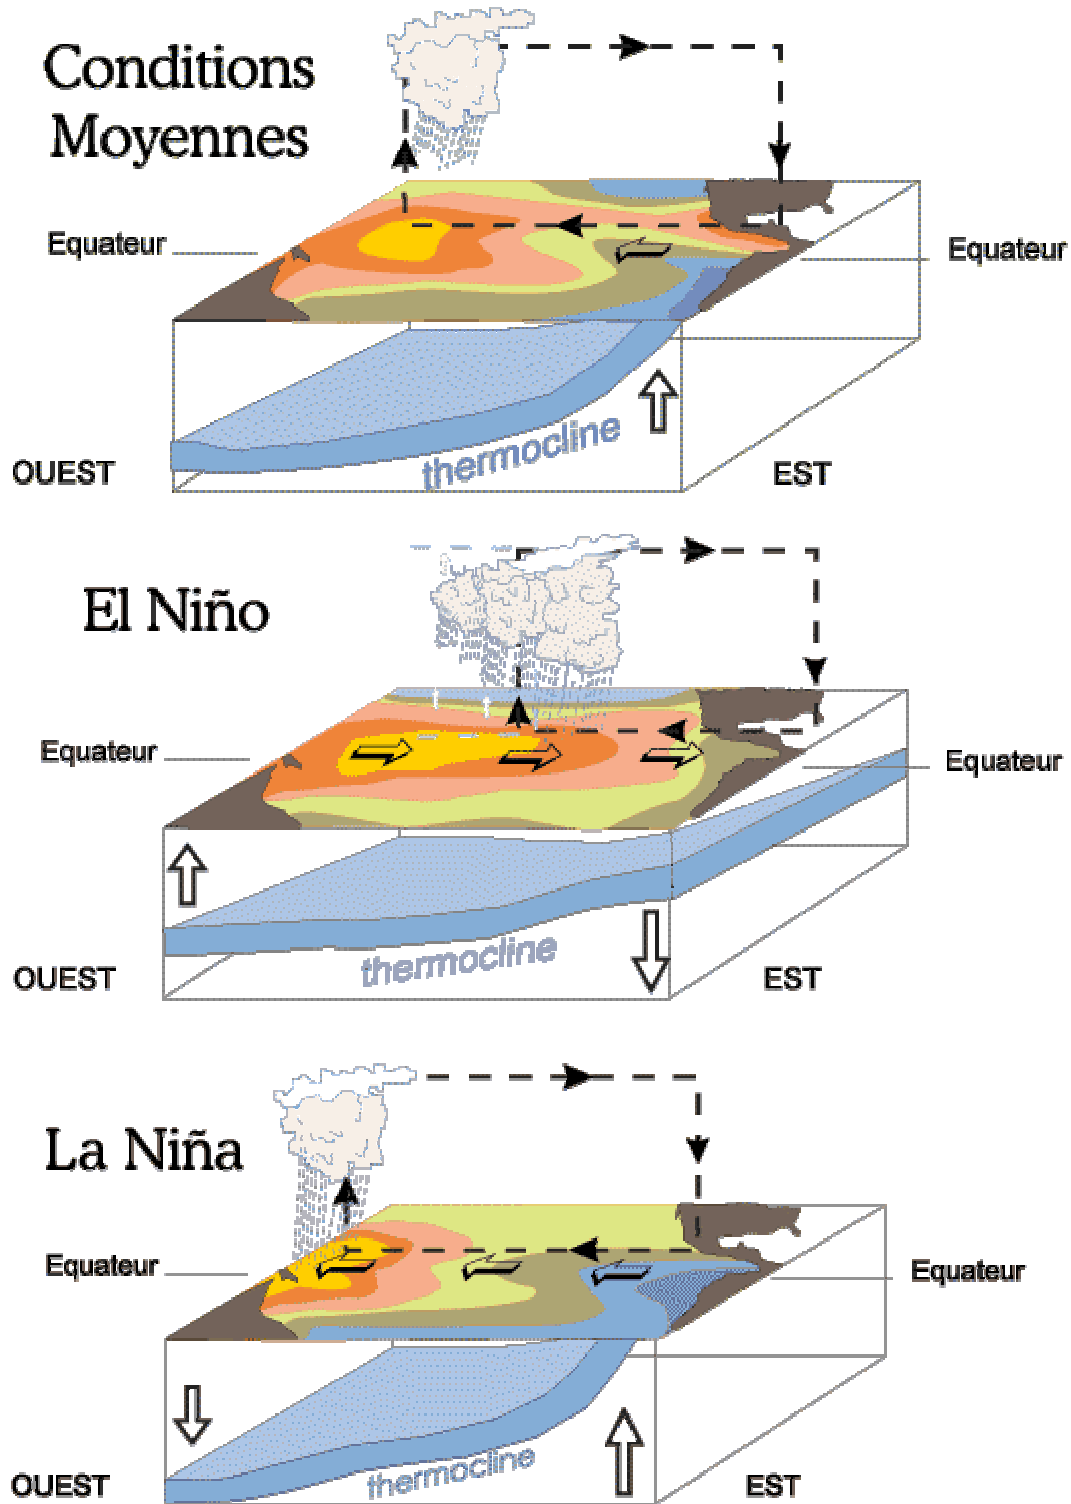 Conditions
Moyennes
Equateur
Equateur
thermocline
OUEST
EST
El Niño
Equateur
Equateur
thermocline
OUEST
EST
La Niña
Equateur
Equateur
thermocline
OUEST
EST